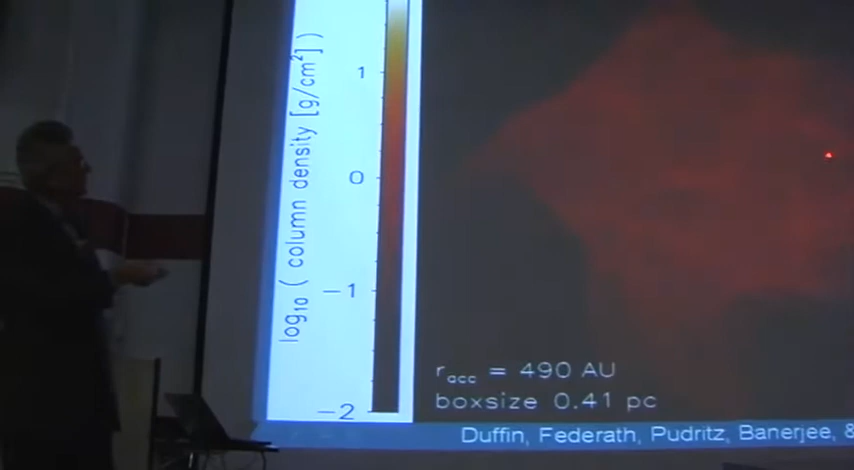 log10 ( column density [g/cm2] )
1
0
−1
−2
racc = 490 AU
boxsize 0.41 pc
Duffin, Federath, Pudritz, Banerjee, &